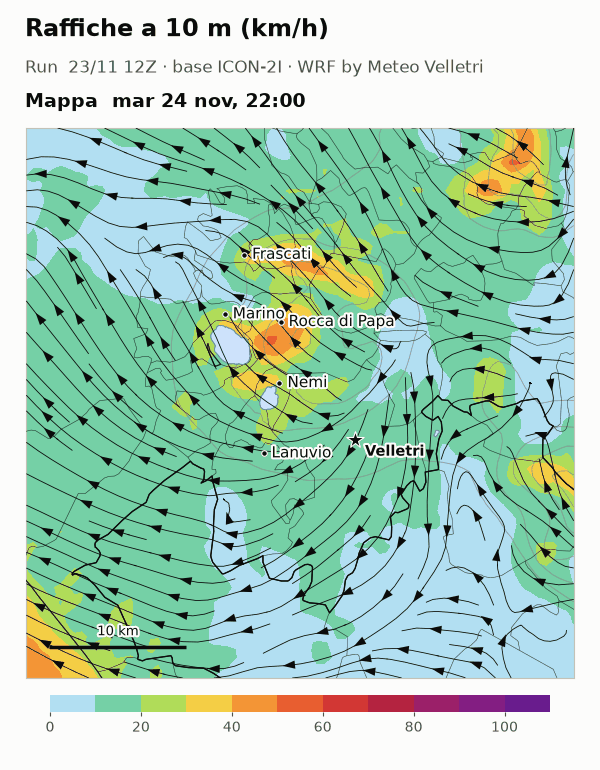 Raffiche a 10 m (km/h)
Run 23/11 12Z · base ICON-2I · WRF by Meteo Velletri
Mappa mar 24 nov, 22:00
Frascati
Marino
Rocca di Papa
Nemi
Velletri
Lanuvio
10 km
0 20 40 60 80 100